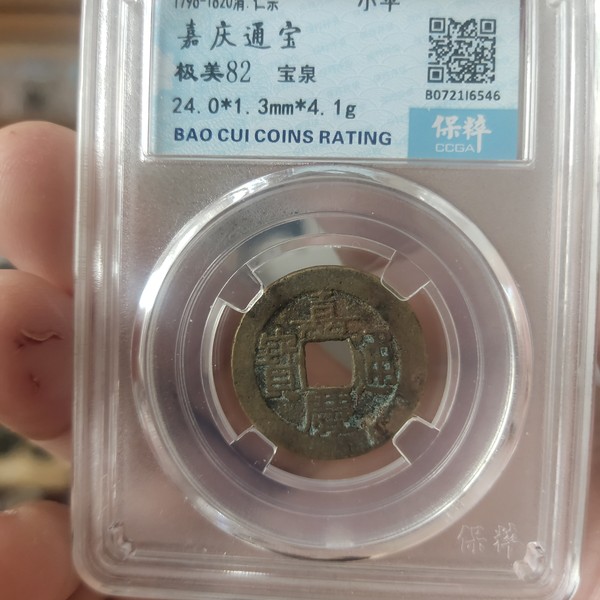 1796-1820清.仁宗 小平
嘉庆通宝
极美82 宝泉
24.0*1.3mm*4.1g
BAO CUI COINS RATING
B07216546
保粹
CCGA
嘉慶通寶
保粹